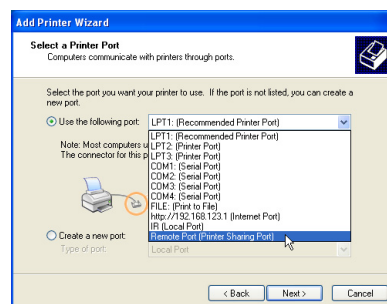 Add Printer Wizard
Select a Printer Port
Computers communicate with printers through ports.
Select the port you want your printer to use. If the port is not listed, you can create a
new port.
Use the following port:
LPT1: (Recommended Printer Port)
LPT1: (Recommended Printer Port)
LPT2: (Printer Port)
LPT3: (Printer Port)
COM1: (Serial Port)
COM2: (Serial Port)
COM3: (Serial Port)
COM4: (Serial Port)
FILE: (Print to File)
http://192.168.123.1 (Internet Port)
IR (Local Port)
Remote Port (Printer Sharing Port)
Note: Most computers u
The connector for this p
Create a new port:
Type of port:
Local Port
< Back
Next >
Cancel